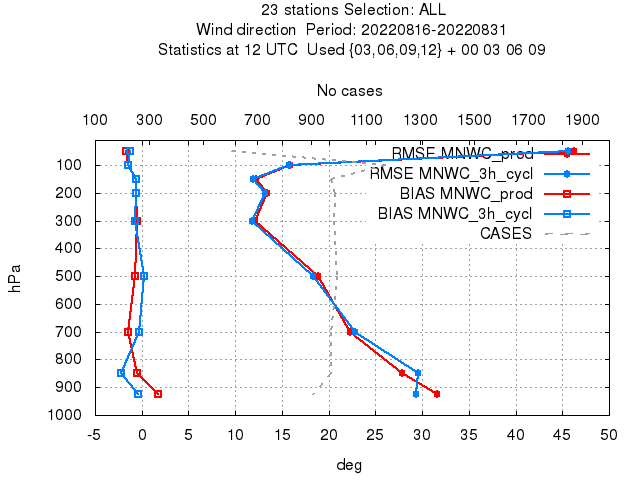 23 stations Selection: ALL
Wind direction  Period: 20220816-20220831
Statistics at 12 UTC  Used {03,06,09,12} + 00 03 06 09
No cases
100 300 500 700 900 1100 1300 1500 1700 1900
RMSE MNWC_prod
100
RMSE MNWC_3h_cycl
200
BIAS MNWC_prod
300
BIAS MNWC_3h_cycl
CASES
400
500
600
700
800
900
1000
hPa
-5 0 5 10 15 20 25 30 35 40 45 50
deg